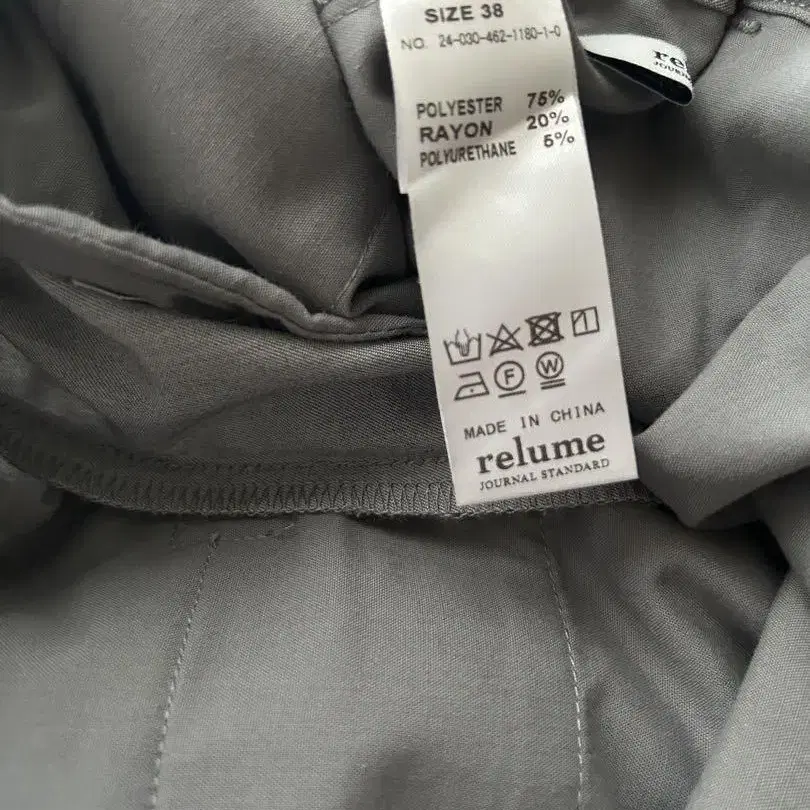 SIZE 38
NO. 24-030-462-1180-1-0
POLYESTER 75%
RAYON 20%
POLYURETHANE 5%
F W
MADE IN CHINA
relume
JOURNAL STANDARD